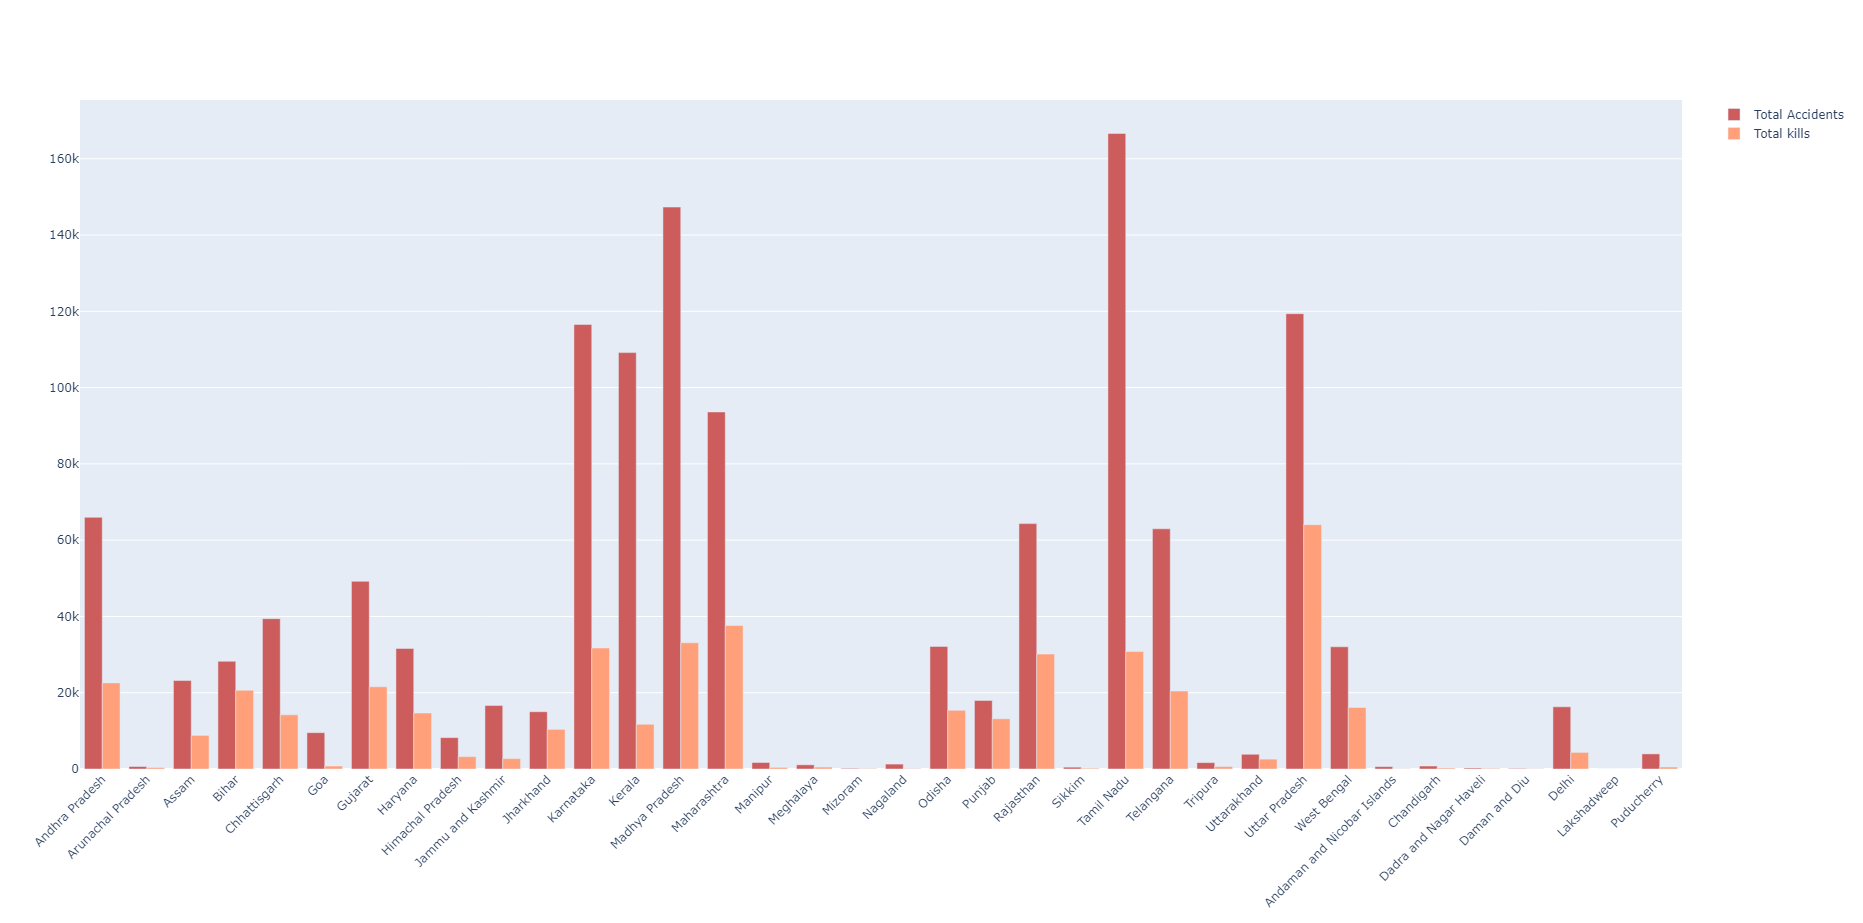 Total Accidents
Total kills
160k
140k
120k
100k
80k
60k
40k
20k
0
Andhra Pradesh
Arunachal Pradesh
Assam
Bihar
Chhattisgarh
Goa
Gujarat
Haryana
Himachal Pradesh
Jammu and Kashmir
Jharkhand
Karnataka
Kerala
Madhya Pradesh
Maharashtra
Manipur
Meghalaya
Mizoram
Nagaland
Odisha
Punjab
Rajasthan
Sikkim
Tamil Nadu
Telangana
Tripura
Uttarakhand
Uttar Pradesh
West Bengal
Andaman and Nicobar Islands
Chandigarh
Dadra and Nagar Haveli
Daman and Diu
Delhi
Lakshadweep
Puducherry